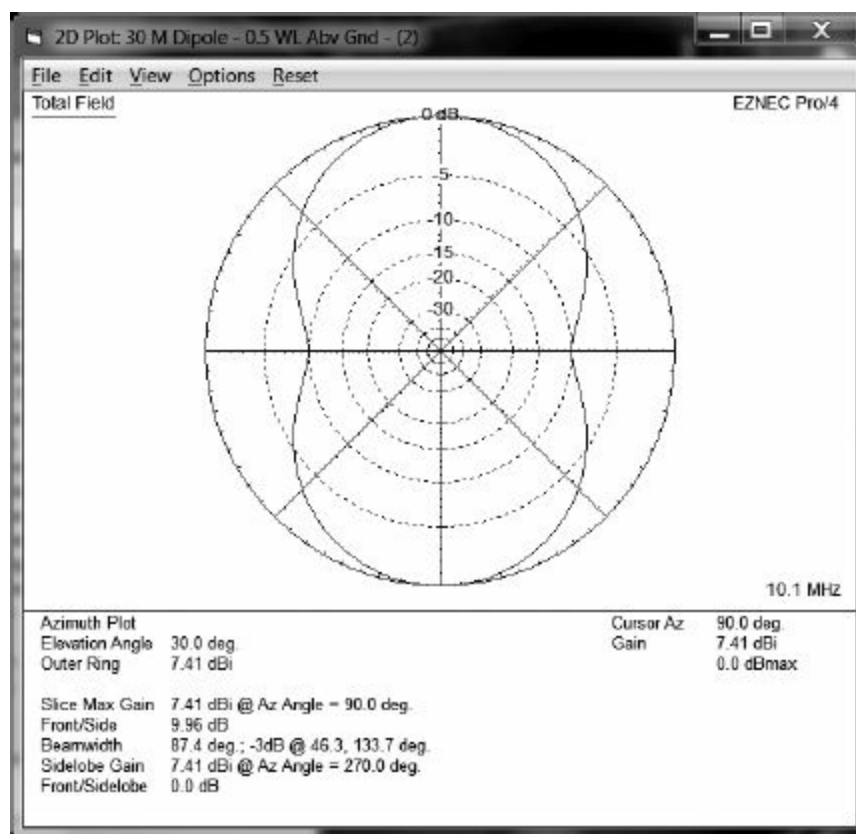 2D Plot: 30 M Dipole - 0.5 WL Abv Gnd - (2)
File Edit View Options Reset
Total Field
EZNEC Pro/4
0 dB
-5
-10
-15
-20
-30
10.1 MHz
Azimuth Plot
Elevation Angle 30.0 deg.
Outer Ring 7.41 dBi
Slice Max Gain 7.41 dBi @ Az Angle = 90.0 deg.
Front/Side 9.96 dB
Beamwidth 87.4 deg.; -3dB @ 46.3, 133.7 deg.
Sidelobe Gain 7.41 dBi @ Az Angle = 270.0 deg.
Front/Sidelobe 0.0 dB
Cursor Az 90.0 deg.
Gain 7.41 dBi
0.0 dBmax